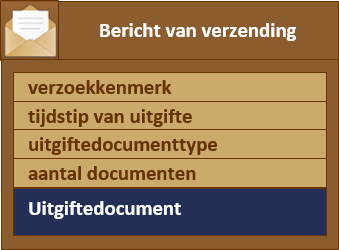 Bericht van verzending
verzoekkenmerk
tijdstip van uitgifte
uitgiftedocumenttype
aantal documenten
Uitgiftedocument